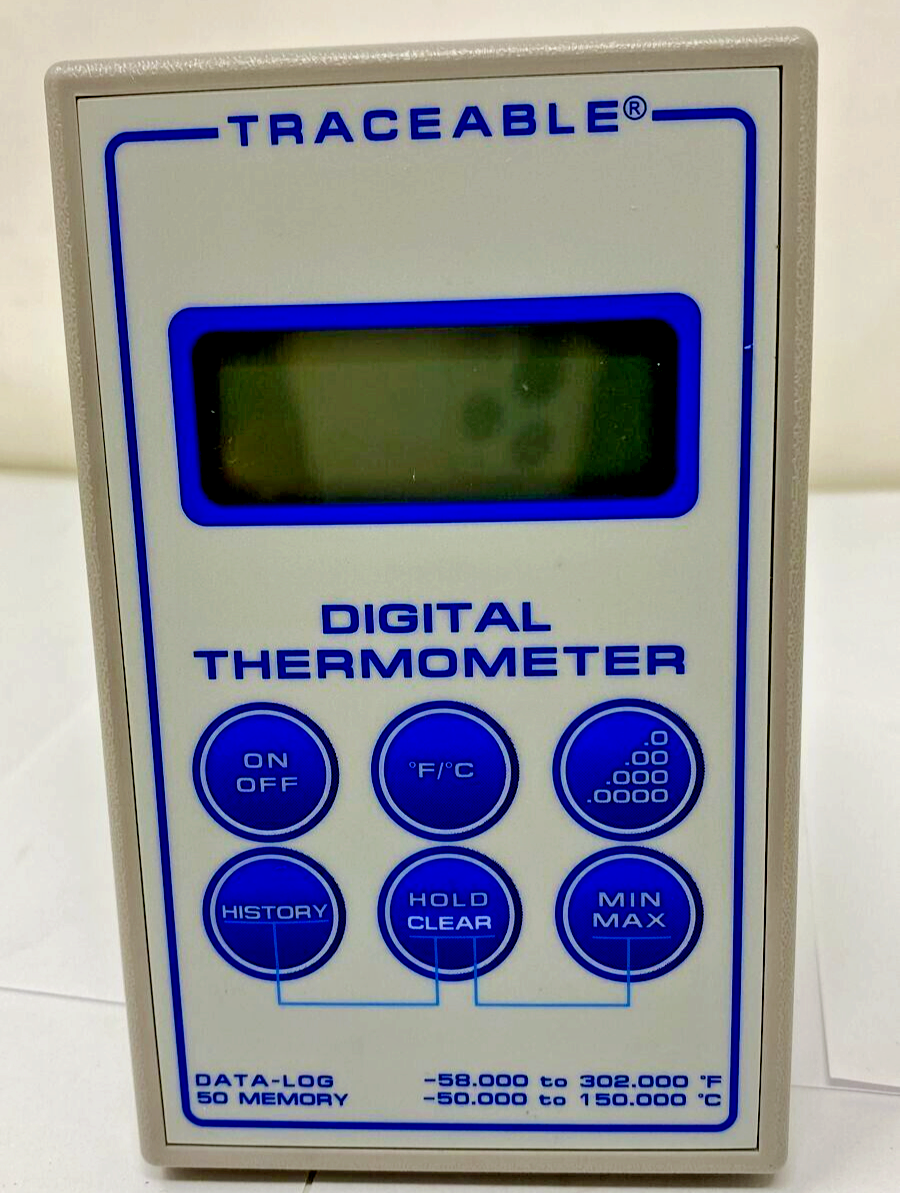 TRACEABLE®
DIGITAL
THERMOMETER
ON
OFF
°F/°C
.0
.00
.000
.0000
HISTORY
HOLD
CLEAR
MIN
MAX
DATA-LOG
50 MEMORY
-58.000 to 302.000 °F
-50.000 to 150.000 °C